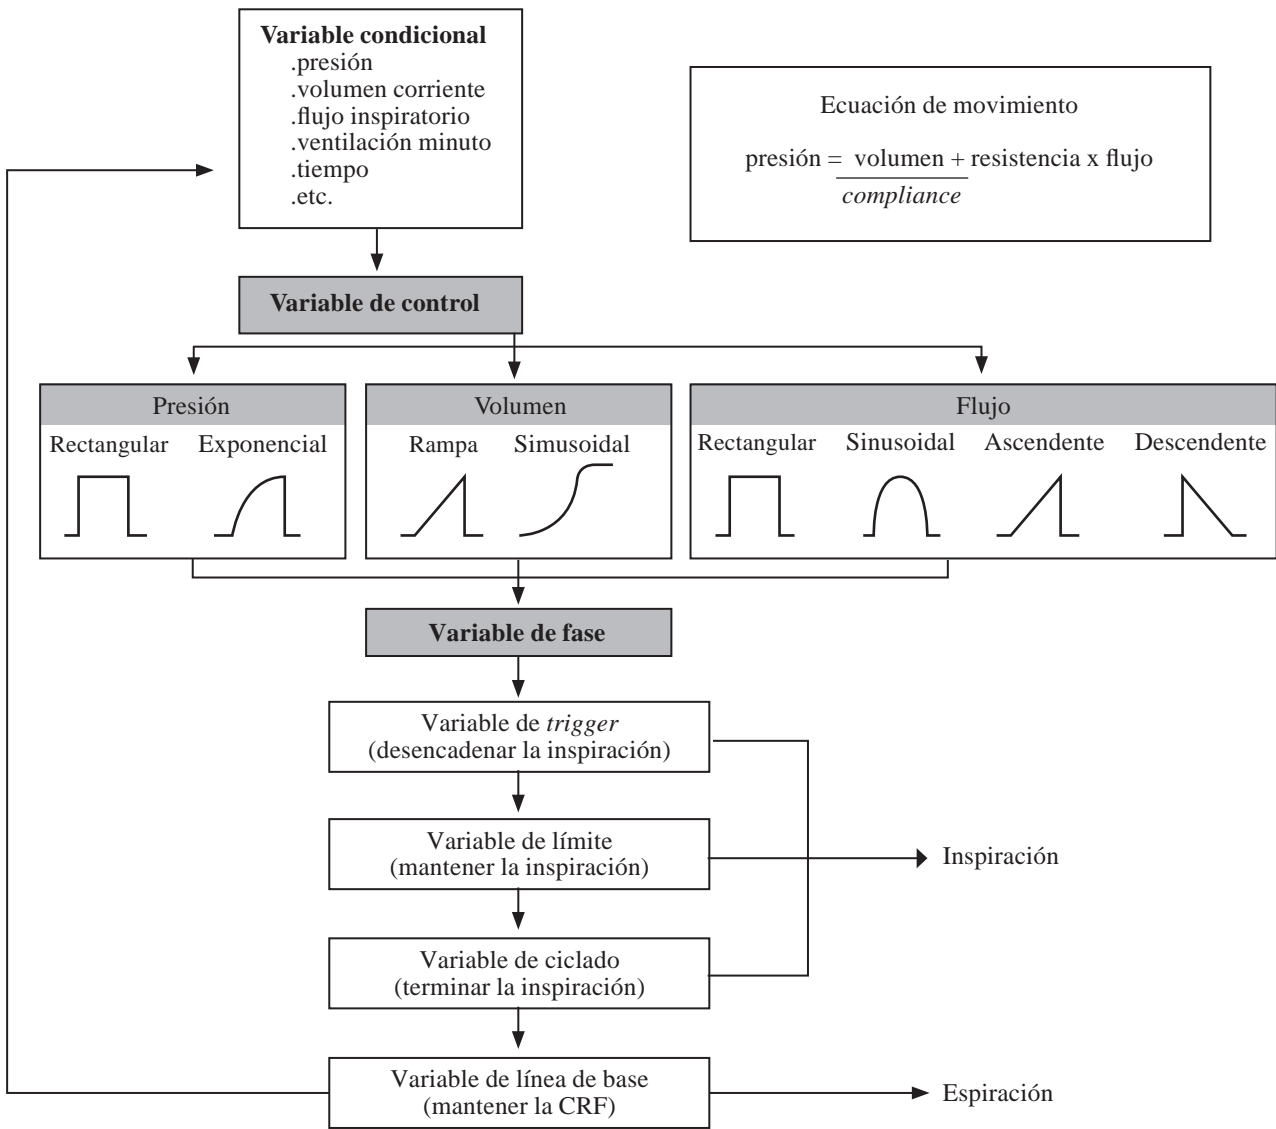 Variable condicional
.presión
.volumen corriente
.flujo inspiratorio
.ventilación minuto
.tiempo
.etc.
Ecuación de movimiento
presión = volumen + resistencia x flujo
compliance
Variable de control
Presión
Rectangular Exponencial
Volumen
Rampa Simusoidal
Flujo
Rectangular Sinusoidal Ascendente Descendente
Variable de fase
Variable de trigger
(desencadenar la inspiración)
Variable de límite
(mantener la inspiración)
Inspiración
Variable de ciclado
(terminar la inspiración)
Variable de línea de base
(mantener la CRF)
Espiración